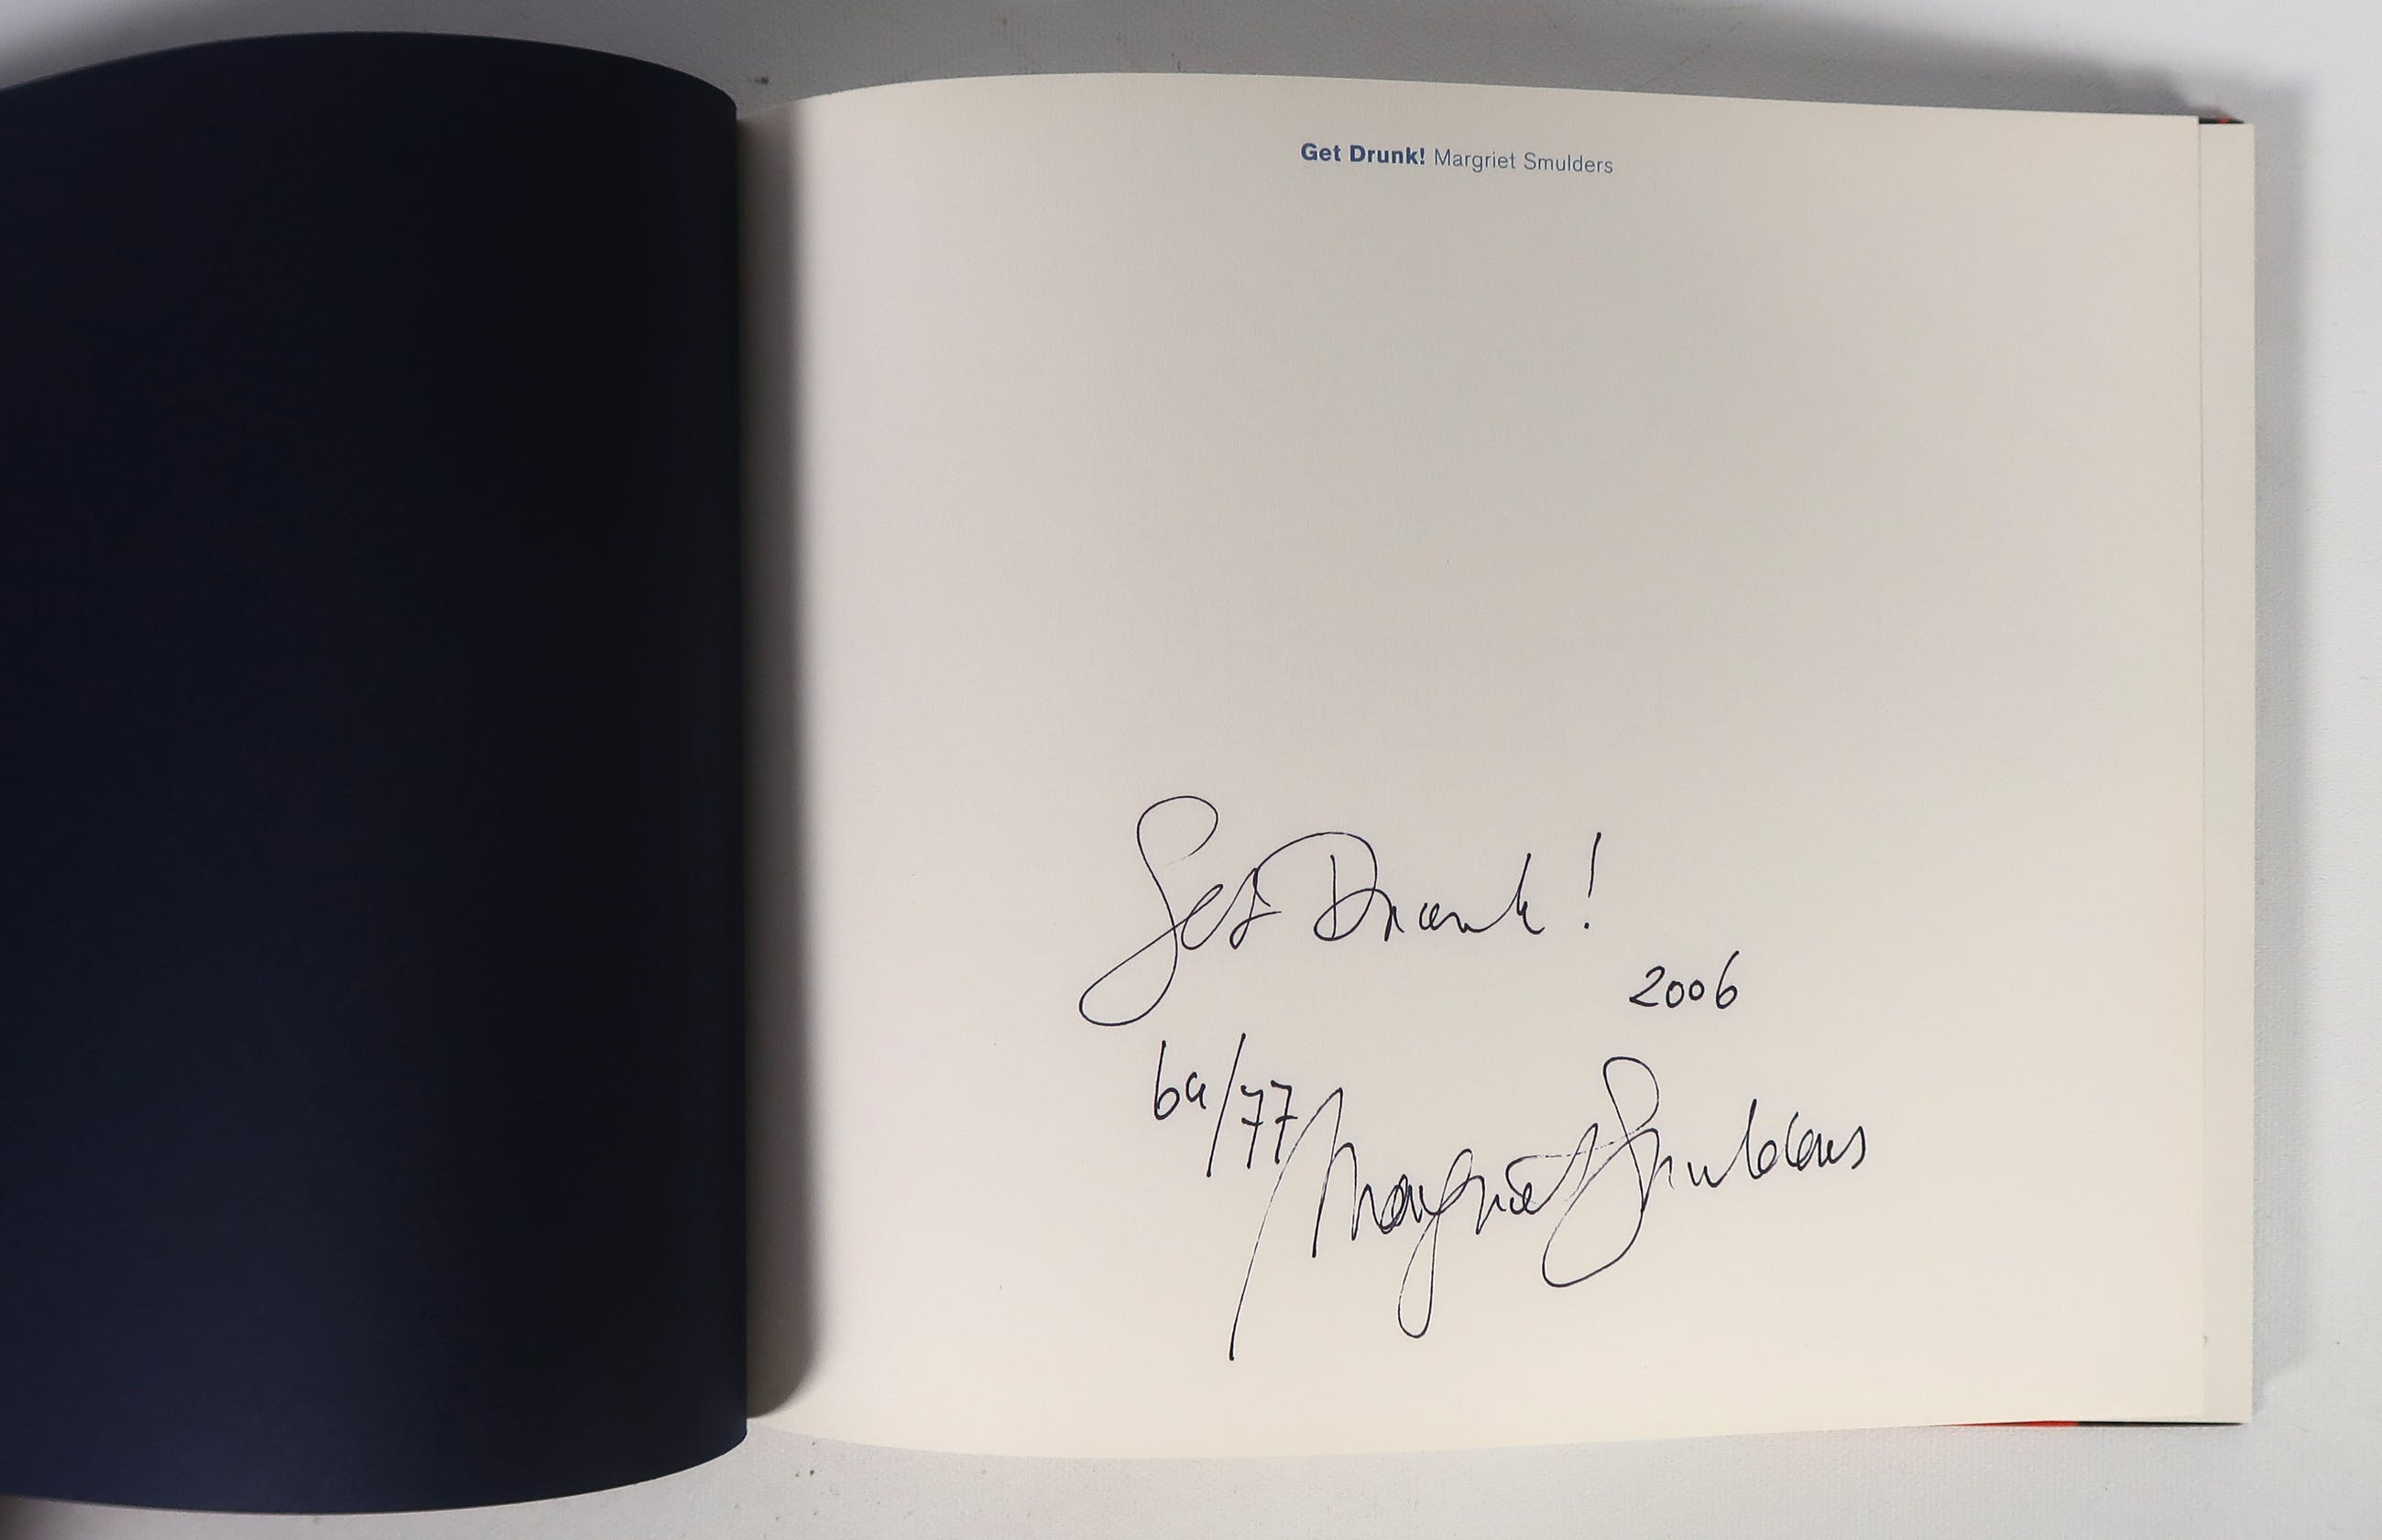 Get Drunk! Margriet Smulders
Get Drunk!
2006
64/77
Margriet Smulders